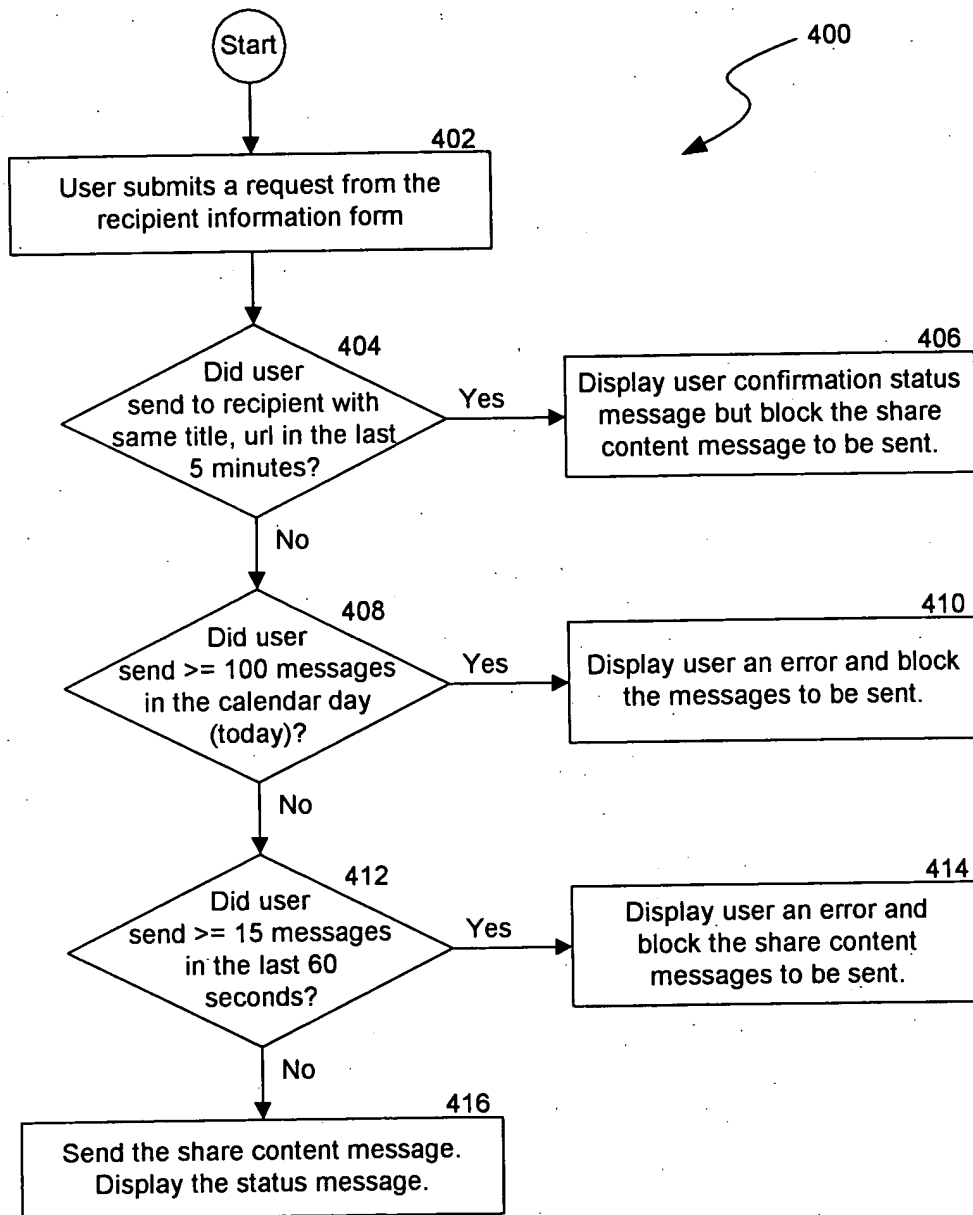 Start
400
402
User submits a request from the
recipient information form
404
Did user
send to recipient with
same title, url in the last
5 minutes?
Yes
406
Display user confirmation status
message but block the share
content message to be sent.
No
408
Did user
send >= 100 messages
in the calendar day
(today)?
Yes
410
Display user an error and block
the messages to be sent.
No
412
Did user
send >= 15 messages
in the last 60
seconds?
Yes
414
Display user an error and
block the share content
messages to be sent.
No
416
Send the share content message.
Display the status message.